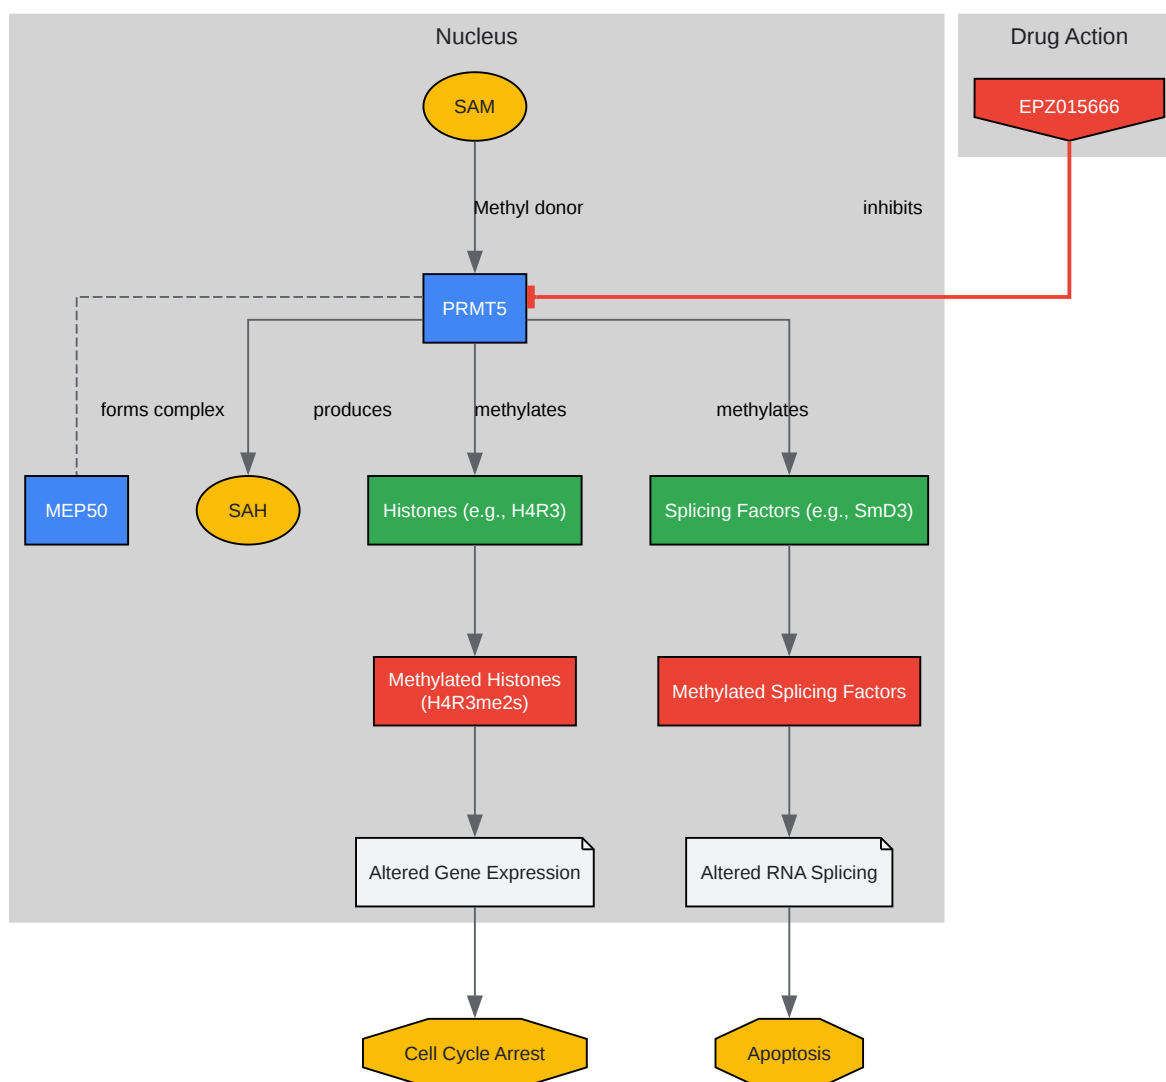 Nucleus
Drug Action
SAM
EPZ015666
Methyl donor
inhibits
PRMT5
forms complex
produces
methylates
methylates
MEP50
SAH
Histones (e.g., H4R3)
Splicing Factors (e.g., SmD3)
Methylated Histones
(H4R3me2s)
Methylated Splicing Factors
Altered Gene Expression
Altered RNA Splicing
Cell Cycle Arrest
Apoptosis